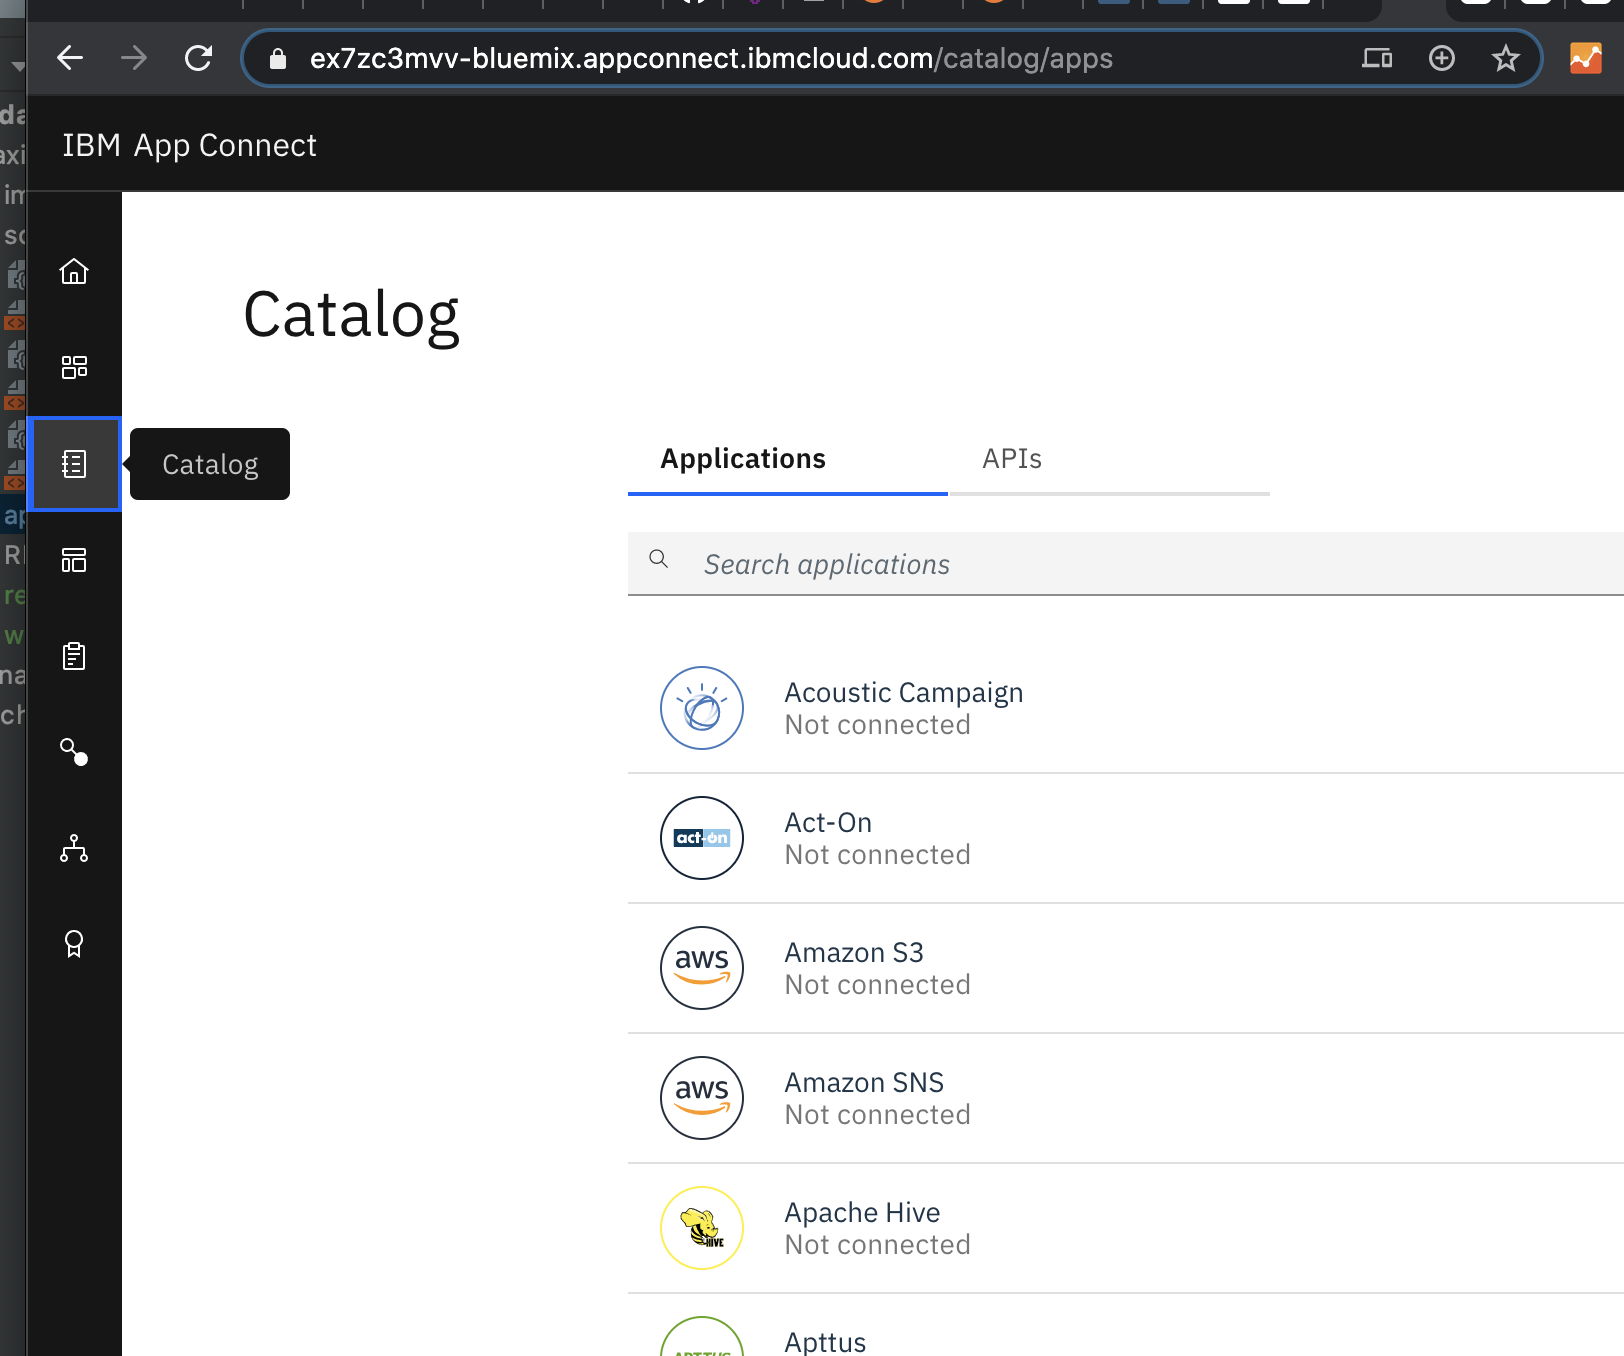 ex7zc3mvv-bluemix.appconnect.ibmcloud.com/catalog/apps
IBM App Connect
Catalog
Catalog
Applications
APIs
Search applications
Acoustic Campaign
Not connected
act-on
Act-On
Not connected
aws
Amazon S3
Not connected
aws
Amazon SNS
Not connected
HIVE
Apache Hive
Not connected
Apttus